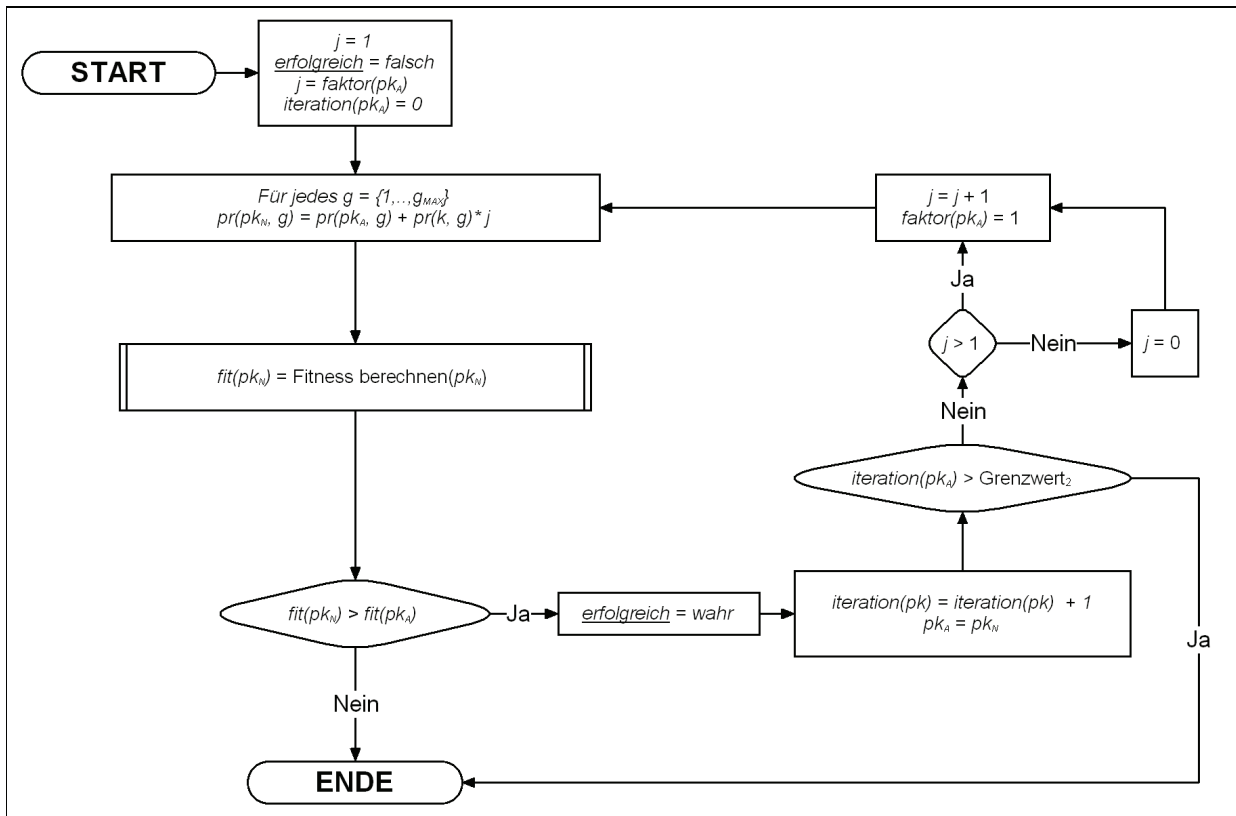 START
j = 1
erfolgreich = falsch
j = faktor(pkA)
iteration(pkA) = 0
Für jedes g = {1,..,gMAX}
pr(pkN, g) = pr(pkA, g) + pr(k, g)* j
j = j + 1
faktor(pkA) = 1
Ja
j > 1
Nein
j = 0
fit(pkN) = Fitness berechnen(pkN)
Nein
iteration(pkA) > Grenzwert2
fit(pkN) > fit(pkA)
Ja
erfolgreich = wahr
iteration(pk) = iteration(pk) + 1
pkA = pkN
Ja
Nein
ENDE